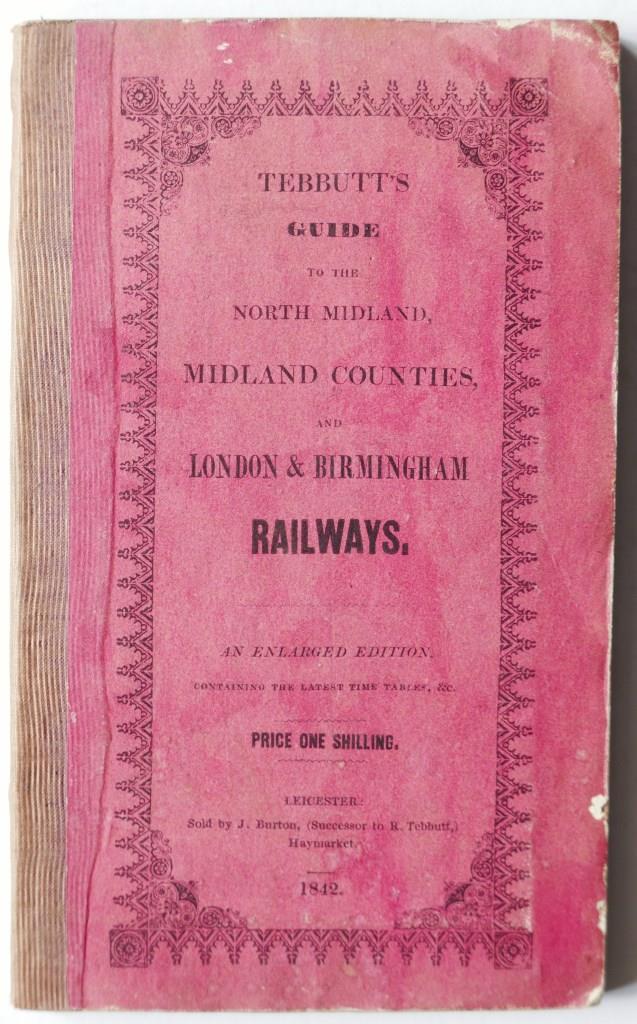 TEBBUTT'S
GUIDE
TO THE
NORTH MIDLAND,
MIDLAND COUNTIES,
AND
LONDON & BIRMINGHAM
RAILWAYS.
AN ENLARGED EDITION,
CONTAINING THE LATEST TIME TABLES, &c.
PRICE ONE SHILLING.
LEICESTER:
Sold by J. Burton, (Successor to R. Tebbutt,)
Haymarket.
1842.